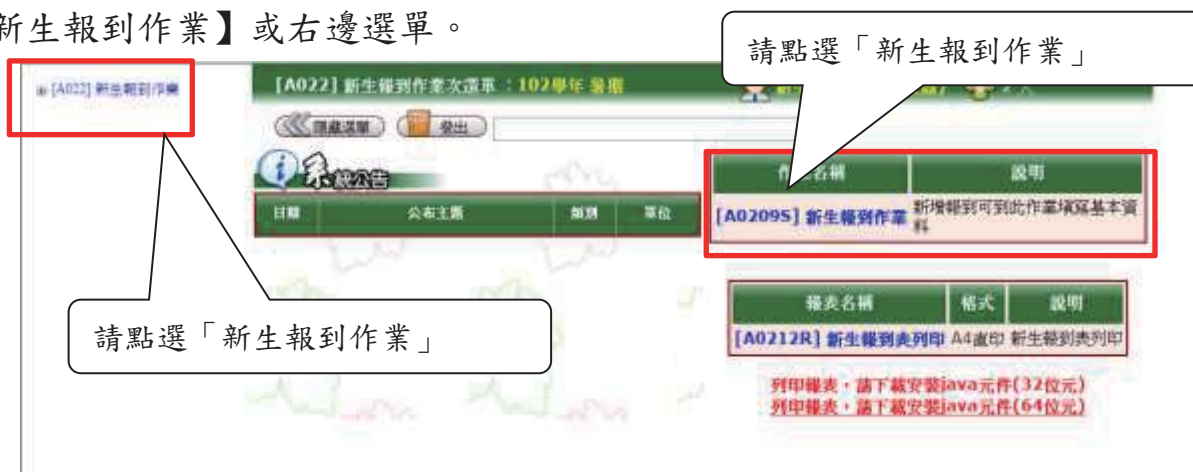 新生報到作業】或右邊選單。
請點選「新生報到作業」
[A022] 新生報到作業
[A022] 新生報到作業次選單 : 102學年 暑期
隱藏選單
登出
系統公告
日期 公布主題 類別 單位
名稱 說明
[A0209S] 新生報到作業 新增報到可到此作業填寫基本資料
請點選「新生報到作業」
報表名稱 格式 說明
[A0212R] 新生報到表列印 A4直印 新生報到表列印
列印報表,請下載安裝java元件(32位元)
列印報表,請下載安裝java元件(64位元)